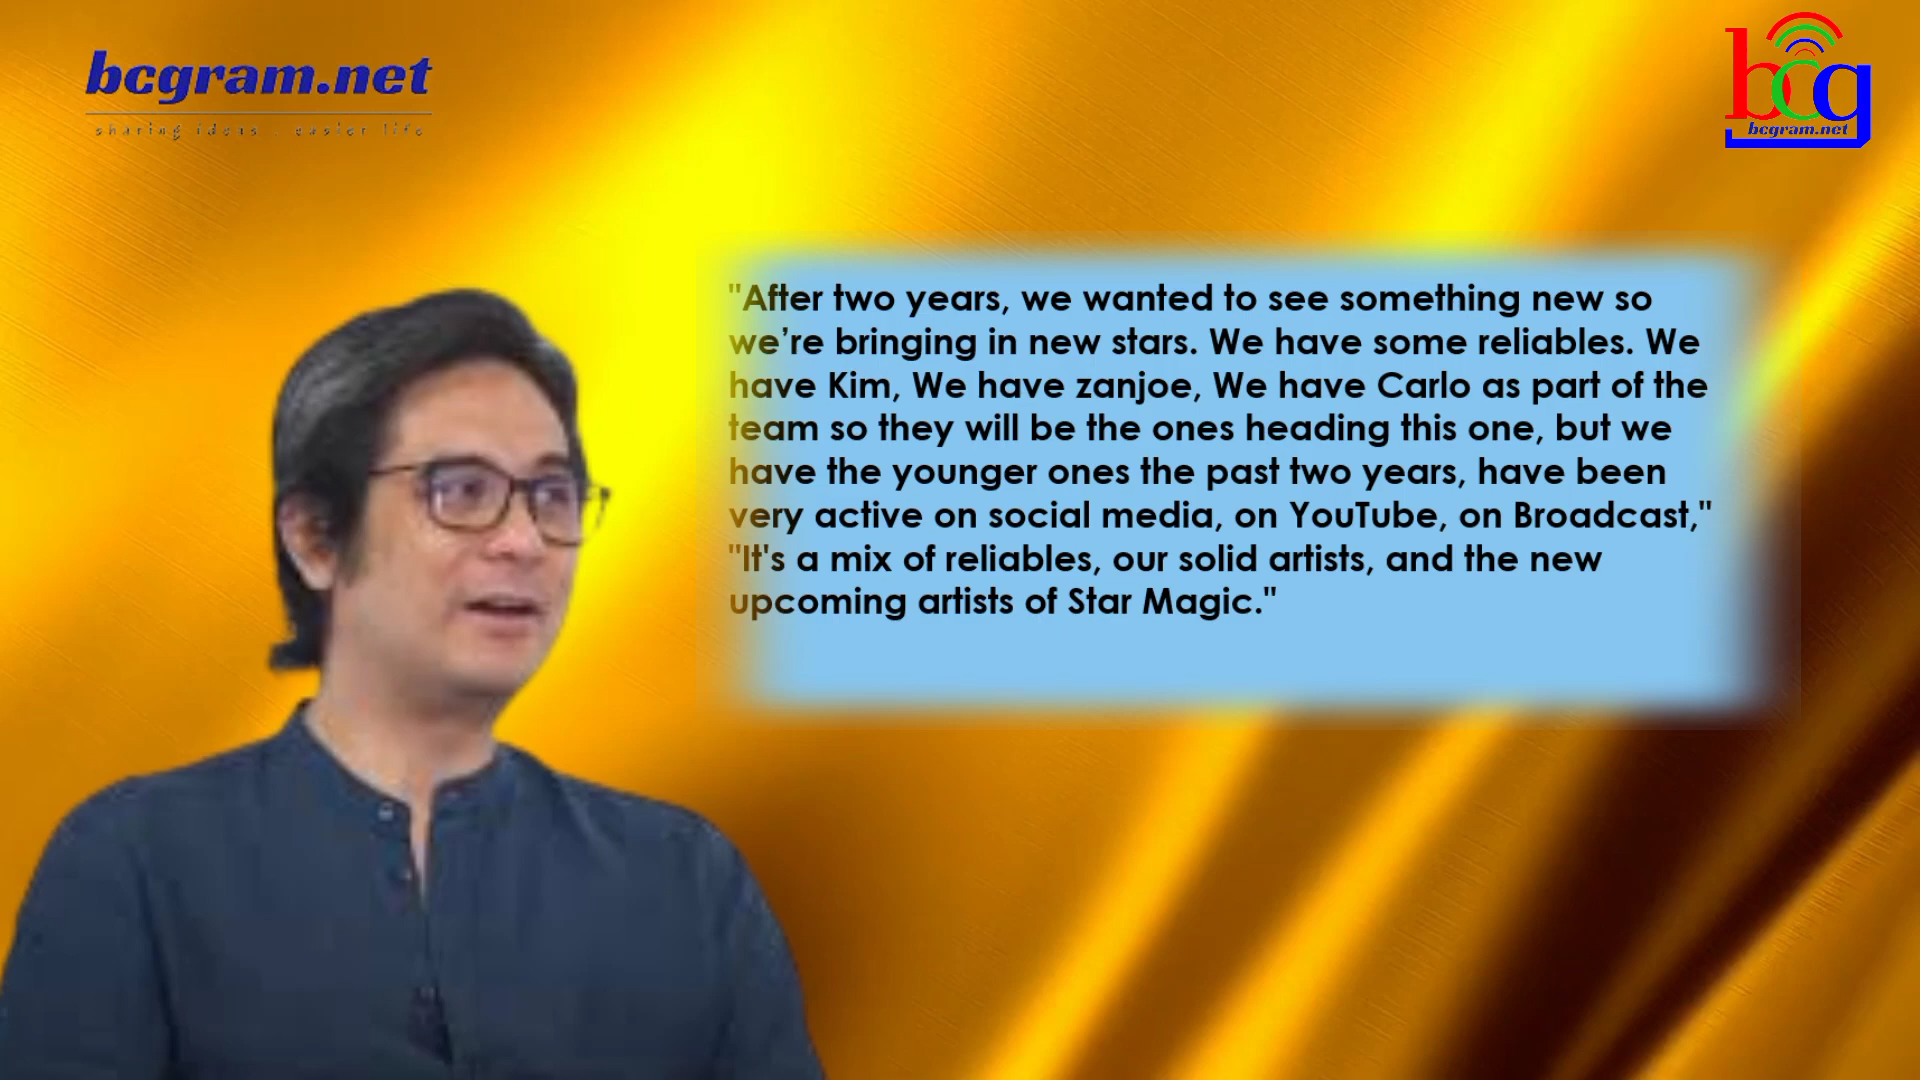 bcgram.net
sharing ideas . easier life
bcg
bcgram.net
"After two years, we wanted to see something new so
we’re bringing in new stars. We have some reliables. We
have Kim, We have zanjoe, We have Carlo as part of the
team so they will be the ones heading this one, but we
have the younger ones the past two years, have been
very active on social media, on YouTube, on Broadcast,"
"It's a mix of reliables, our solid artists, and the new
upcoming artists of Star Magic."